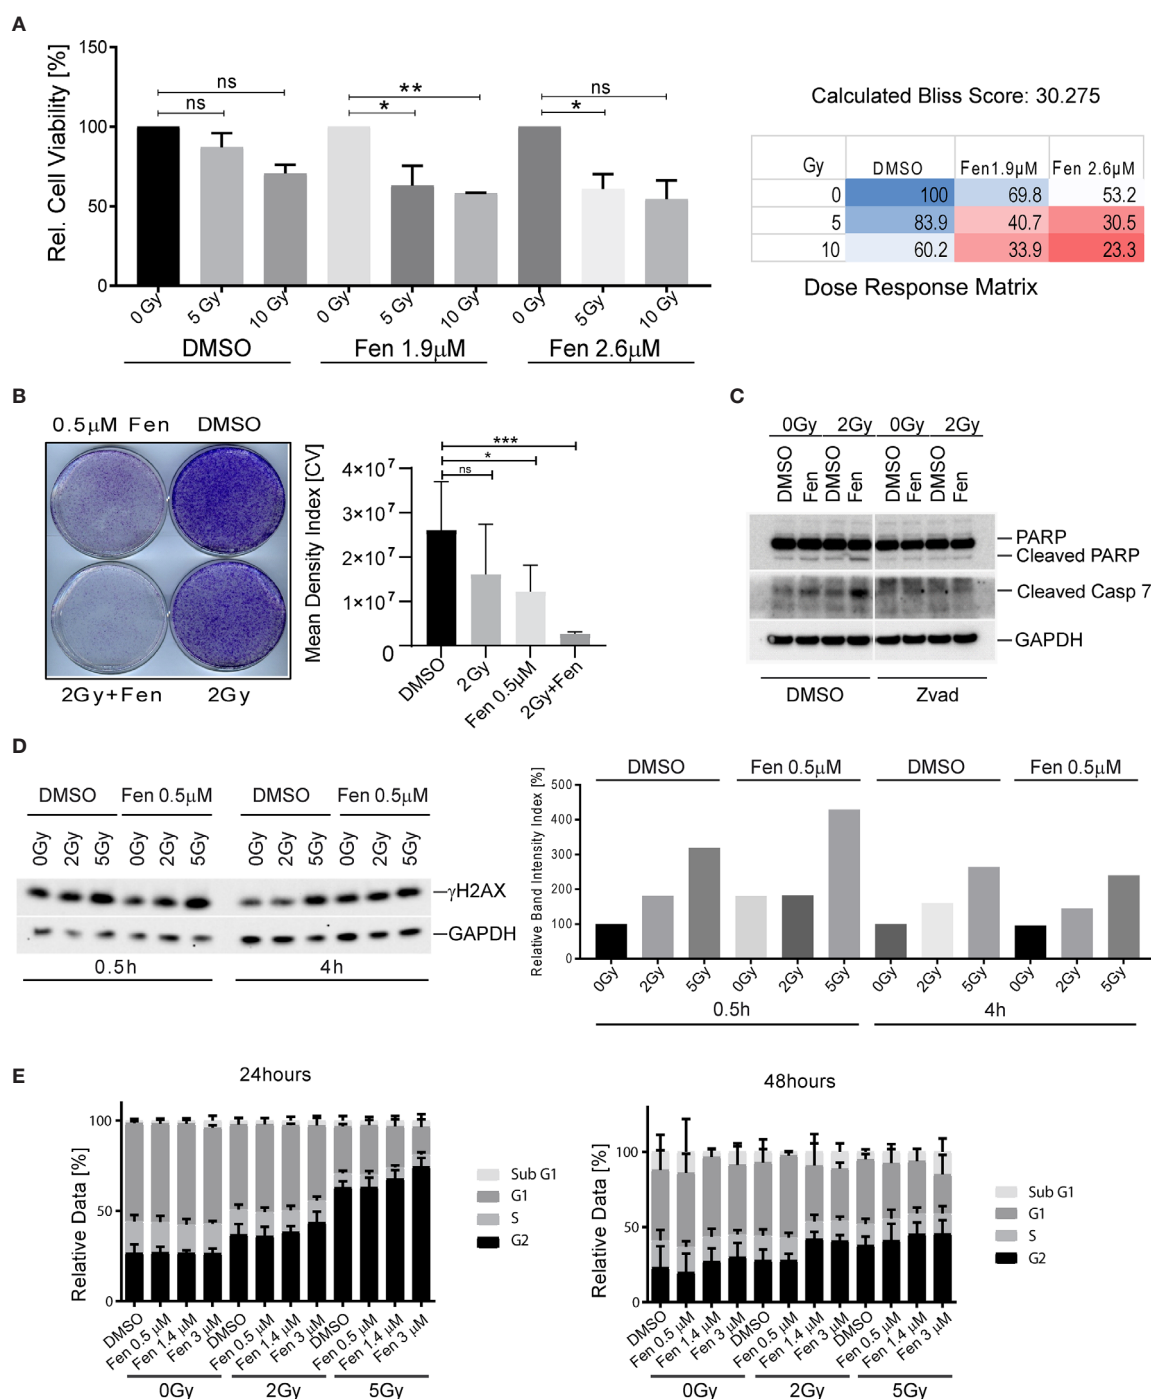 A
Rel. Cell Viability [%]
150
100
50
0
ns
ns
**
*
ns
*
0 Gy 5 Gy 10 Gy 0 Gy 5 Gy 10 Gy 0 Gy 5 Gy 10 Gy
DMSO Fen 1.9μM Fen 2.6μM
Calculated Bliss Score: 30.275
Gy DMSO Fen1.9μM Fen 2.6μM
0 100 69.8 53.2
5 83.9 40.7 30.5
10 60.2 33.9 23.3
Dose Response Matrix
B
0.5μM Fen DMSO
2Gy+Fen 2Gy
Mean Density Index [CV]
4×10⁷
3×10⁷
2×10⁷
1×10⁷
0
***
*
ns
DMSO 2Gy Fen 0.5μM 2Gy+Fen
C
0Gy 2Gy 0Gy 2Gy
DMSO Fen DMSO Fen DMSO Fen DMSO Fen
PARP
Cleaved PARP
Cleaved Casp 7
GAPDH
DMSO Zvad
D
DMSO Fen 0.5μM DMSO Fen 0.5μM
0Gy 2Gy 5Gy 0Gy 2Gy 5Gy 0Gy 2Gy 5Gy 0Gy 2Gy 5Gy
γH2AX
GAPDH
0.5h 4h
Relative Band Intensity Index [%]
DMSO Fen 0.5μM DMSO Fen 0.5μM
500
400
300
200
100
0
0Gy 2Gy 5Gy 0Gy 2Gy 5Gy 0Gy 2Gy 5Gy 0Gy 2Gy 5Gy
0.5h 4h
E
24hours
Relative Data [%]
100
50
0
Sub G1
G1
S
G2
DMSO Fen 0.5 μM Fen 1.4 μM Fen 3 μM DMSO Fen 0.5 μM Fen 1.4 μM Fen 3 μM DMSO Fen 0.5 μM Fen 1.4 μM Fen 3 μM
0Gy 2Gy 5Gy
48hours
Relative Data [%]
100
50
0
Sub G1
G1
S
G2
DMSO Fen 0.5 μM Fen 1.4 μM Fen 3 μM DMSO Fen 0.5 μM Fen 1.4 μM Fen 3 μM DMSO Fen 0.5 μM Fen 1.4 μM Fen 3 μM
0Gy 2Gy 5Gy